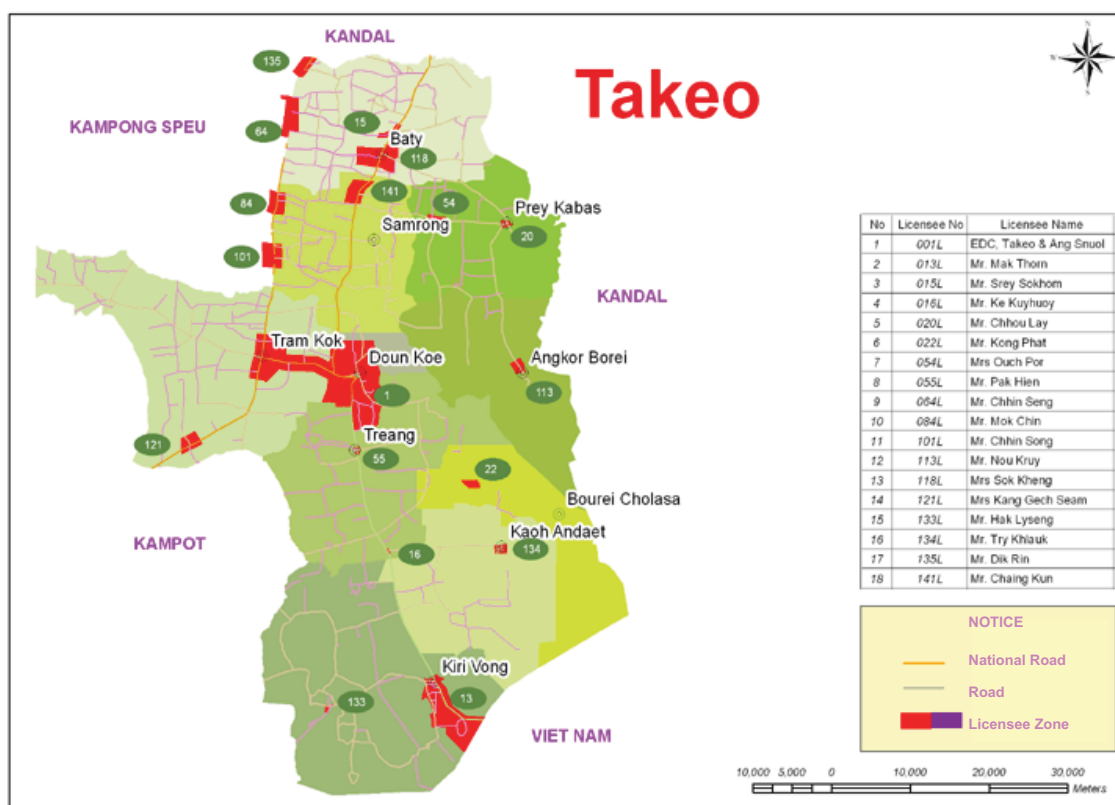 KANDAL
Takeo
135
KAMPONG SPEU
64
15
Baty
118
141
84
54
Prey Kabas
Samrong
20
101
KANDAL
Tram Kok
Doun Koe
Angkor Borei
1
113
121
Treang
55
22
Bourei Cholasa
KAMPOT
Kaoh Andaet
16
134
Kiri Vong
133
13
VIET NAM
No Licensee No Licensee Name
1 001L EDC, Takeo & Ang Snuol
2 013L Mr. Mak Thorn
3 015L Mr. Srey Sokhom
4 016L Mr. Ke Kuyhuoy
5 020L Mr. Chhou Lay
6 022L Mr. Kong Phat
7 054L Mrs Ouch Por
8 055L Mr. Pak Hien
9 064L Mr. Chhin Seng
10 084L Mr. Mok Chin
11 101L Mr. Chhin Song
12 113L Mr. Nou Kruy
13 118L Mrs Sok Kheng
14 121L Mrs Kang Gech Seam
15 133L Mr. Hak Lyseng
16 134L Mr. Try Khlauk
17 135L Mr. Dik Rin
18 141L Mr. Chaing Kun
NOTICE
National Road
Road
Licensee Zone
10,000 5,000 0 10,000 20,000 30,000
Meters